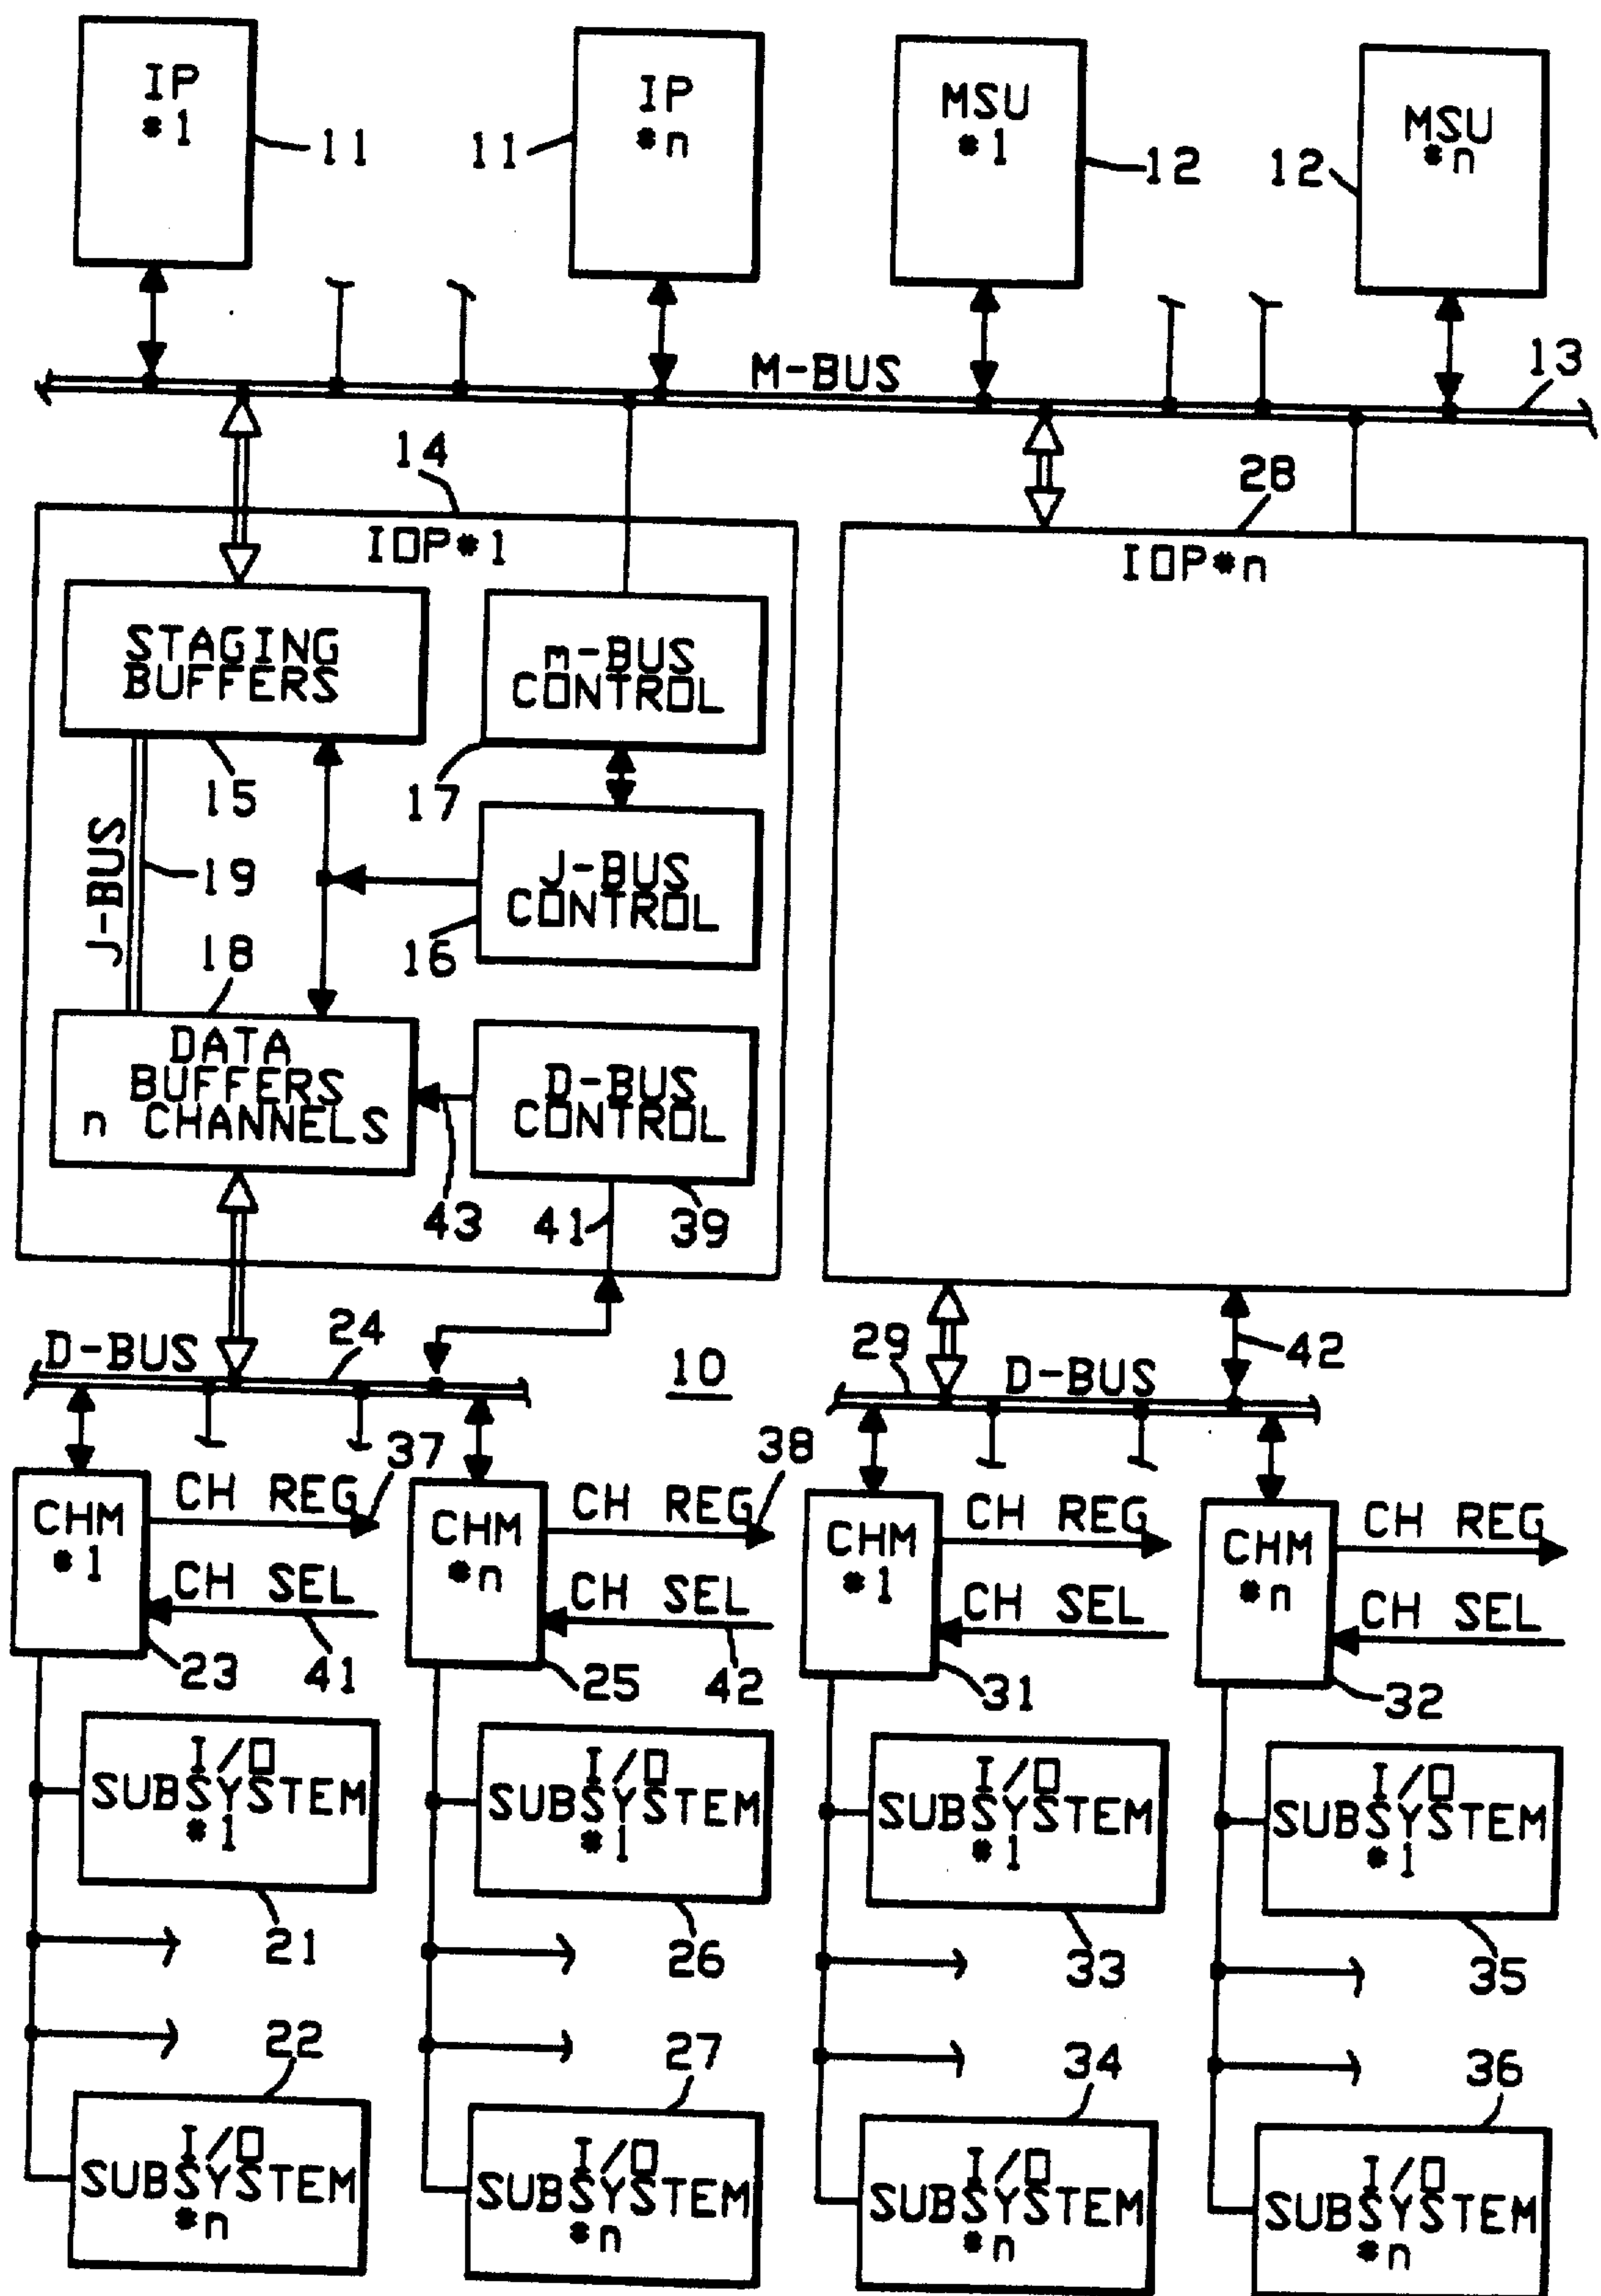 IP
*1
11
IP
*n
11
MSU
*1
12
MSU
*n
12
M-BUS
13
14
28
IOP*1
IOP*n
STAGING
BUFFERS
m-BUS
CONTROL
15
17
J-BUS
19
J-BUS
CONTROL
18
16
DATA
BUFFERS
n CHANNELS
D-BUS
CONTROL
43
41
39
D-BUS
24
10
29
D-BUS
42
CHM
*1
CH REG
37
CH SEL
41
23
CHM
*n
CH REG
38
CH SEL
42
25
CHM
*1
CH REG
CH SEL
31
CHM
*n
CH REG
CH SEL
32
I/O
SUBSYSTEM
*1
21
I/O
SUBSYSTEM
*1
26
I/O
SUBSYSTEM
*1
33
I/O
SUBSYSTEM
*1
35
22
I/O
SUBSYSTEM
*n
27
I/O
SUBSYSTEM
*n
34
I/O
SUBSYSTEM
*n
36
I/O
SUBSYSTEM
*n